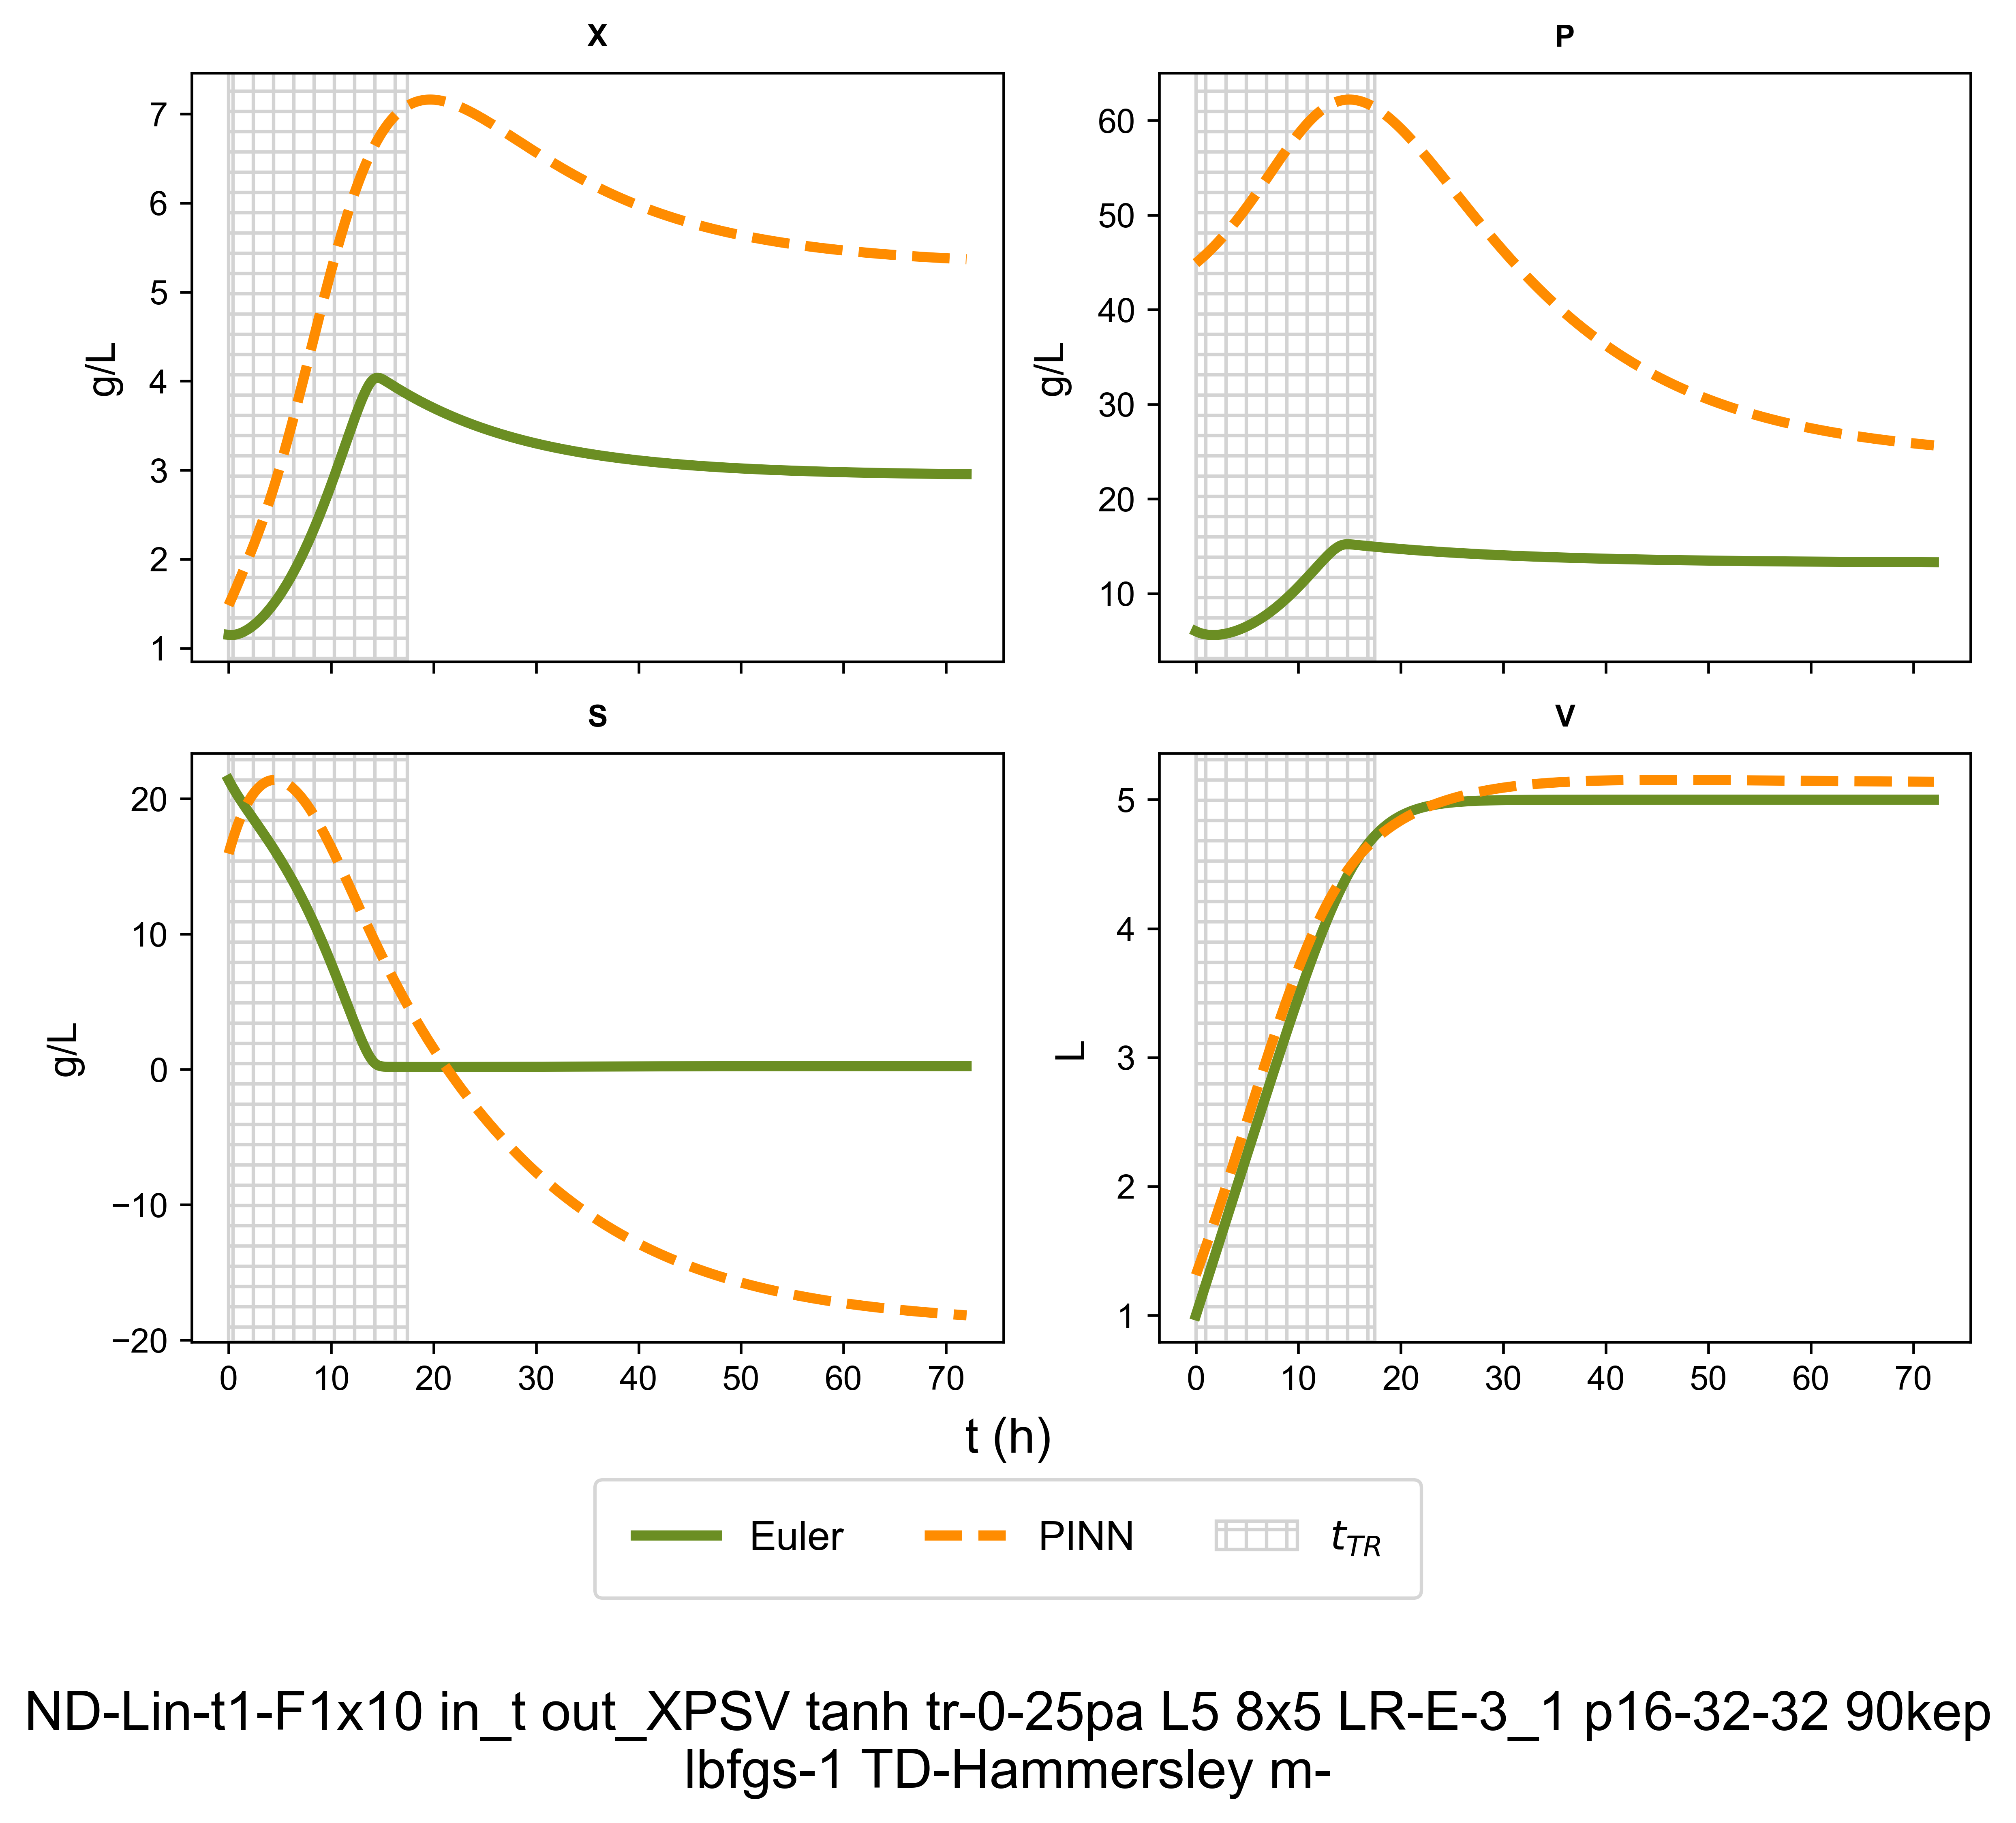 X
7
6
5
4
3
2
1
g/L
P
60
50
40
30
20
10
g/L
S
20
10
0
−10
−20
g/L
0 10 20 30 40 50 60 70
V
5
4
3
2
1
L
0 10 20 30 40 50 60 70
t (h)
Euler PINN t_TR
ND-Lin-t1-F1x10 in_t out_XPSV tanh tr-0-25pa L5 8x5 LR-E-3_1 p16-32-32 90kep
lbfgs-1 TD-Hammersley m-